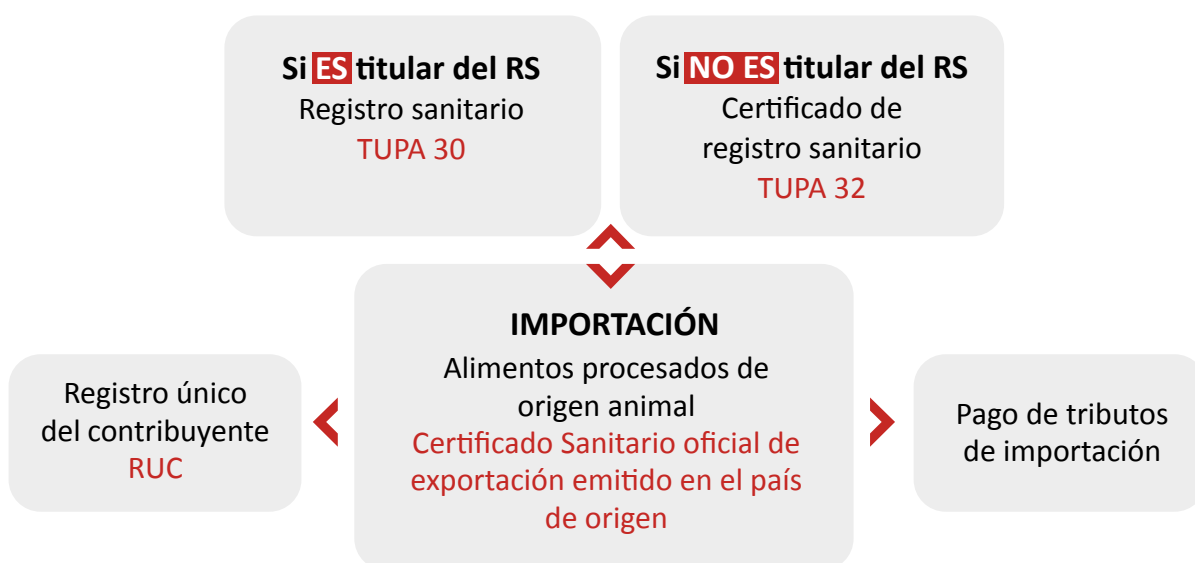 Si ES titular del RS
Registro sanitario
TUPA 30
Si NO ES titular del RS
Certificado de
registro sanitario
TUPA 32
IMPORTACIÓN
Alimentos procesados de
origen animal
Certificado Sanitario oficial de
exportación emitido en el país
de origen
Registro único
del contribuyente
RUC
Pago de tributos
de importación